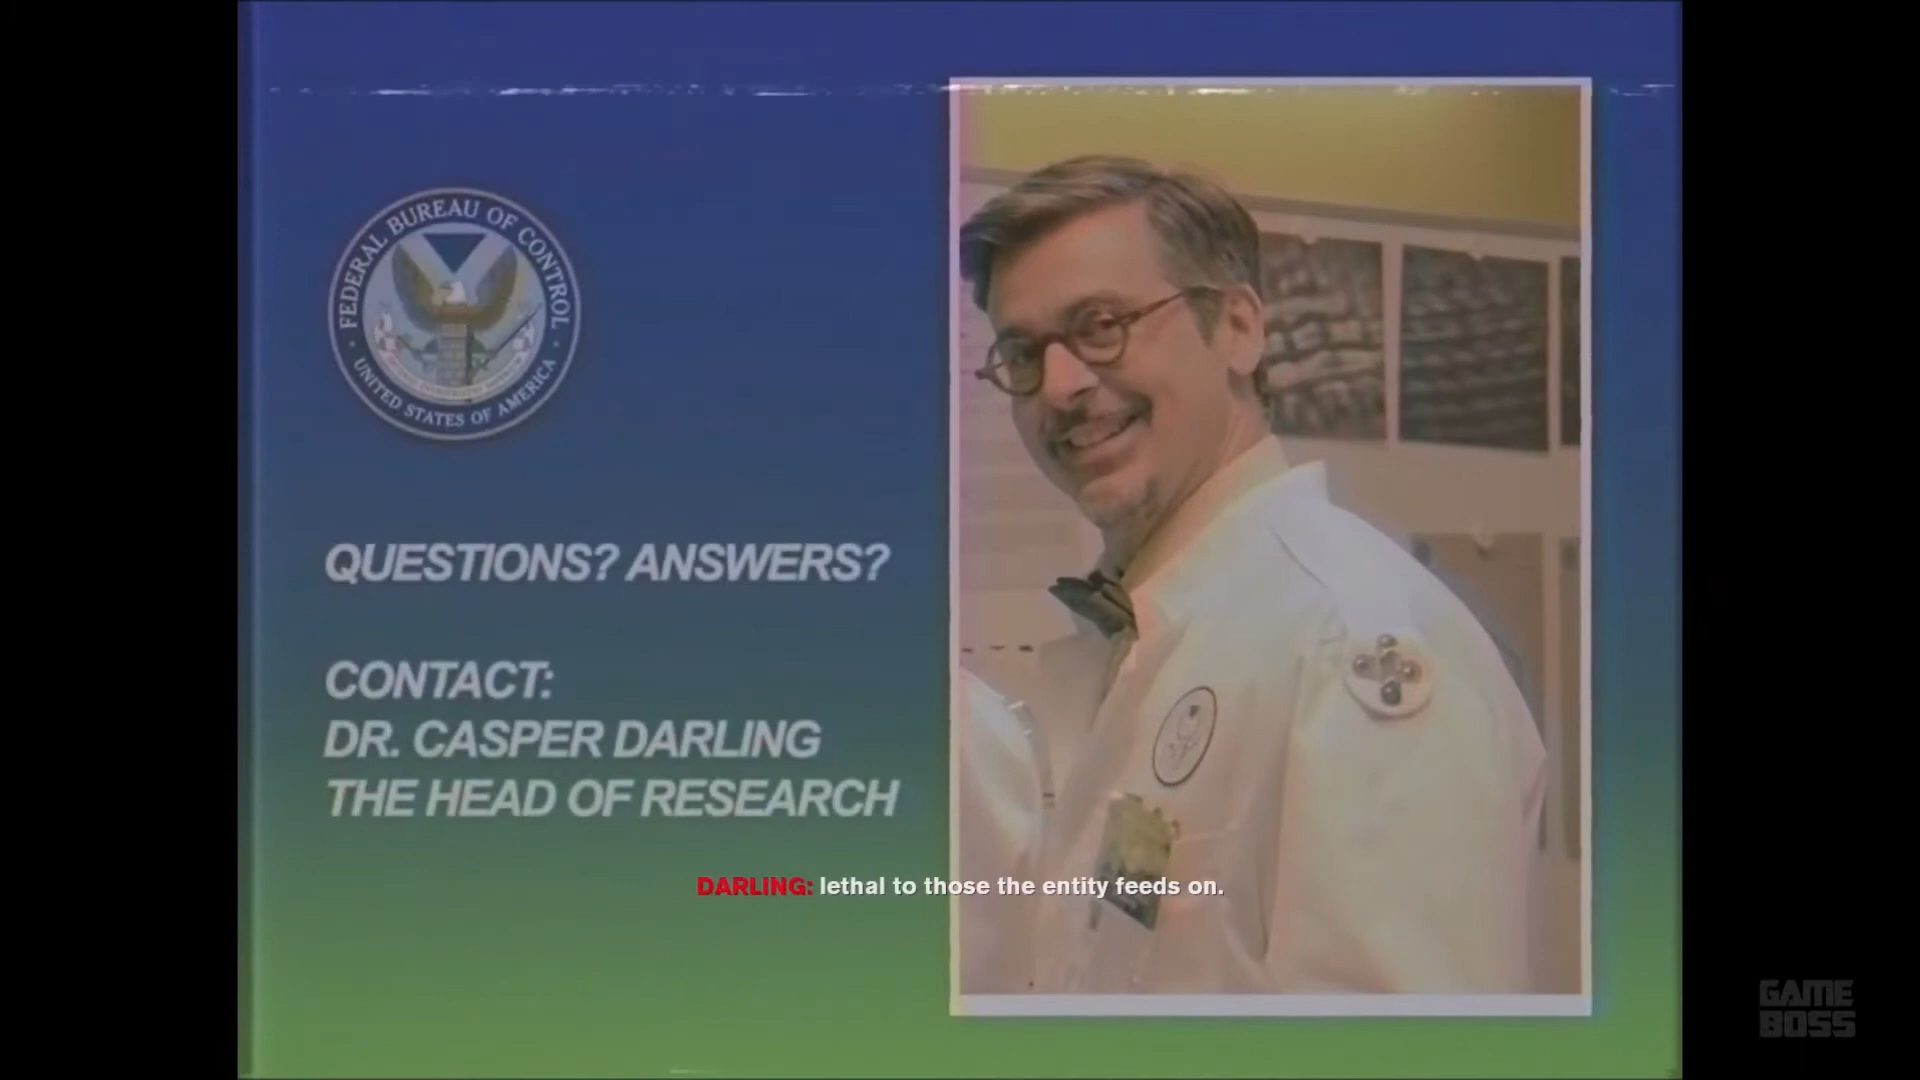 FEDERAL BUREAU OF CONTROL
UNITED STATES OF AMERICA
QUESTIONS? ANSWERS?
CONTACT:
DR. CASPER DARLING
THE HEAD OF RESEARCH
DARLING: lethal to those the entity feeds on.
GAME
BOSS